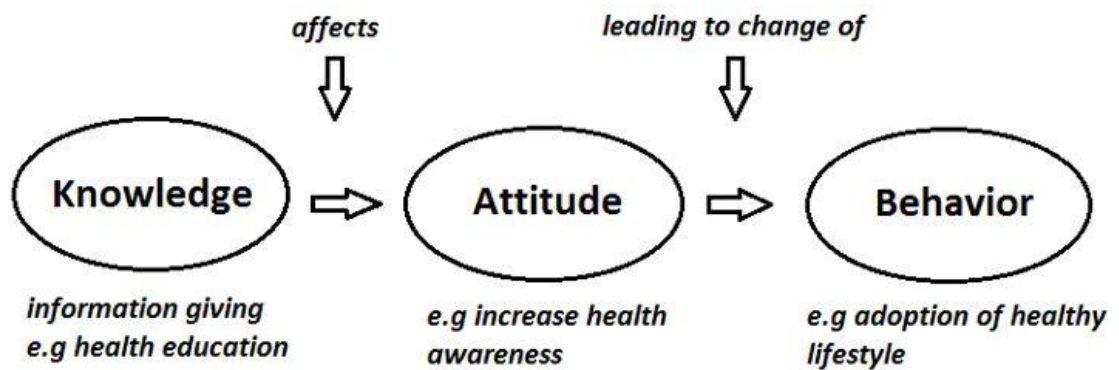 affects
leading to change of
Knowledge
Attitude
Behavior
information giving
e.g health education
e.g increase health
awareness
e.g adoption of healthy
lifestyle